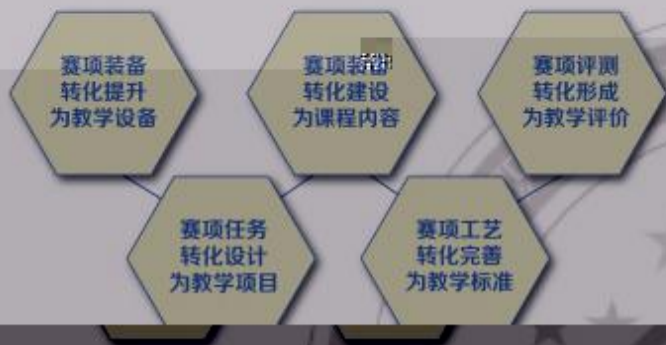 赛项装备
转化提升
为教学设备
赛项
转化建设
为课程内容
赛项评测
转化形成
为教学评价
赛项任务
转化设计
为教学项目
赛项工艺
转化完善
为教学标准